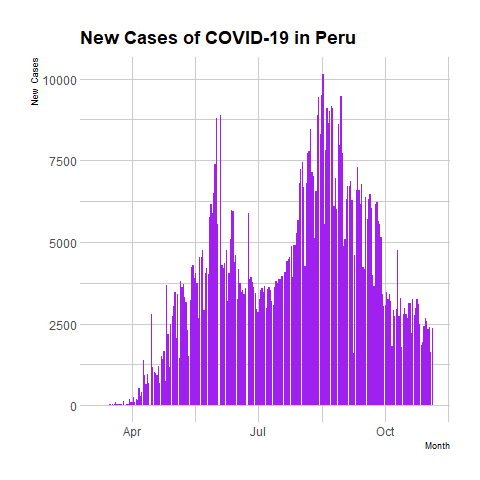 New Cases of COVID-19 in Peru
New Cases
10000
7500
5000
2500
0
Apr
Jul
Oct
Month